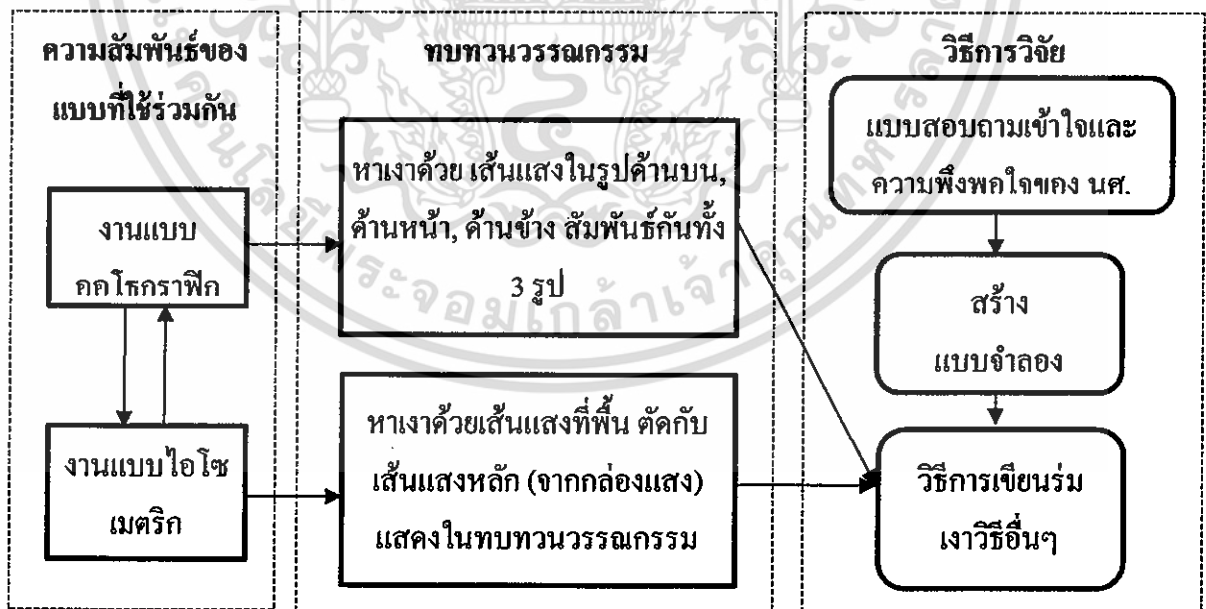 ความสัมพันธ์ของ
แบบที่ใช้ร่วมกัน
งานแบบ
ออโธกราฟิก
งานแบบไอโซ
เมตริก
ทบทวนวรรณกรรม
หาเงาด้วย เส้นแสงในรูปด้านบน,
ด้านหน้า, ด้านข้าง สัมพันธ์กันทั้ง
3 รูป
หาเงาด้วยเส้นแสงที่พื้น ตัดกับ
เส้นแสงหลัก (จากกล่องแสง)
แสดงในทบทวนวรรณกรรม
วิธีการวิจัย
แบบสอบถามเข้าใจและ
ความพึงพอใจของ นศ.
สร้าง
แบบจำลอง
วิธีการเขียนร่ม
เงาวิธีอื่นๆ